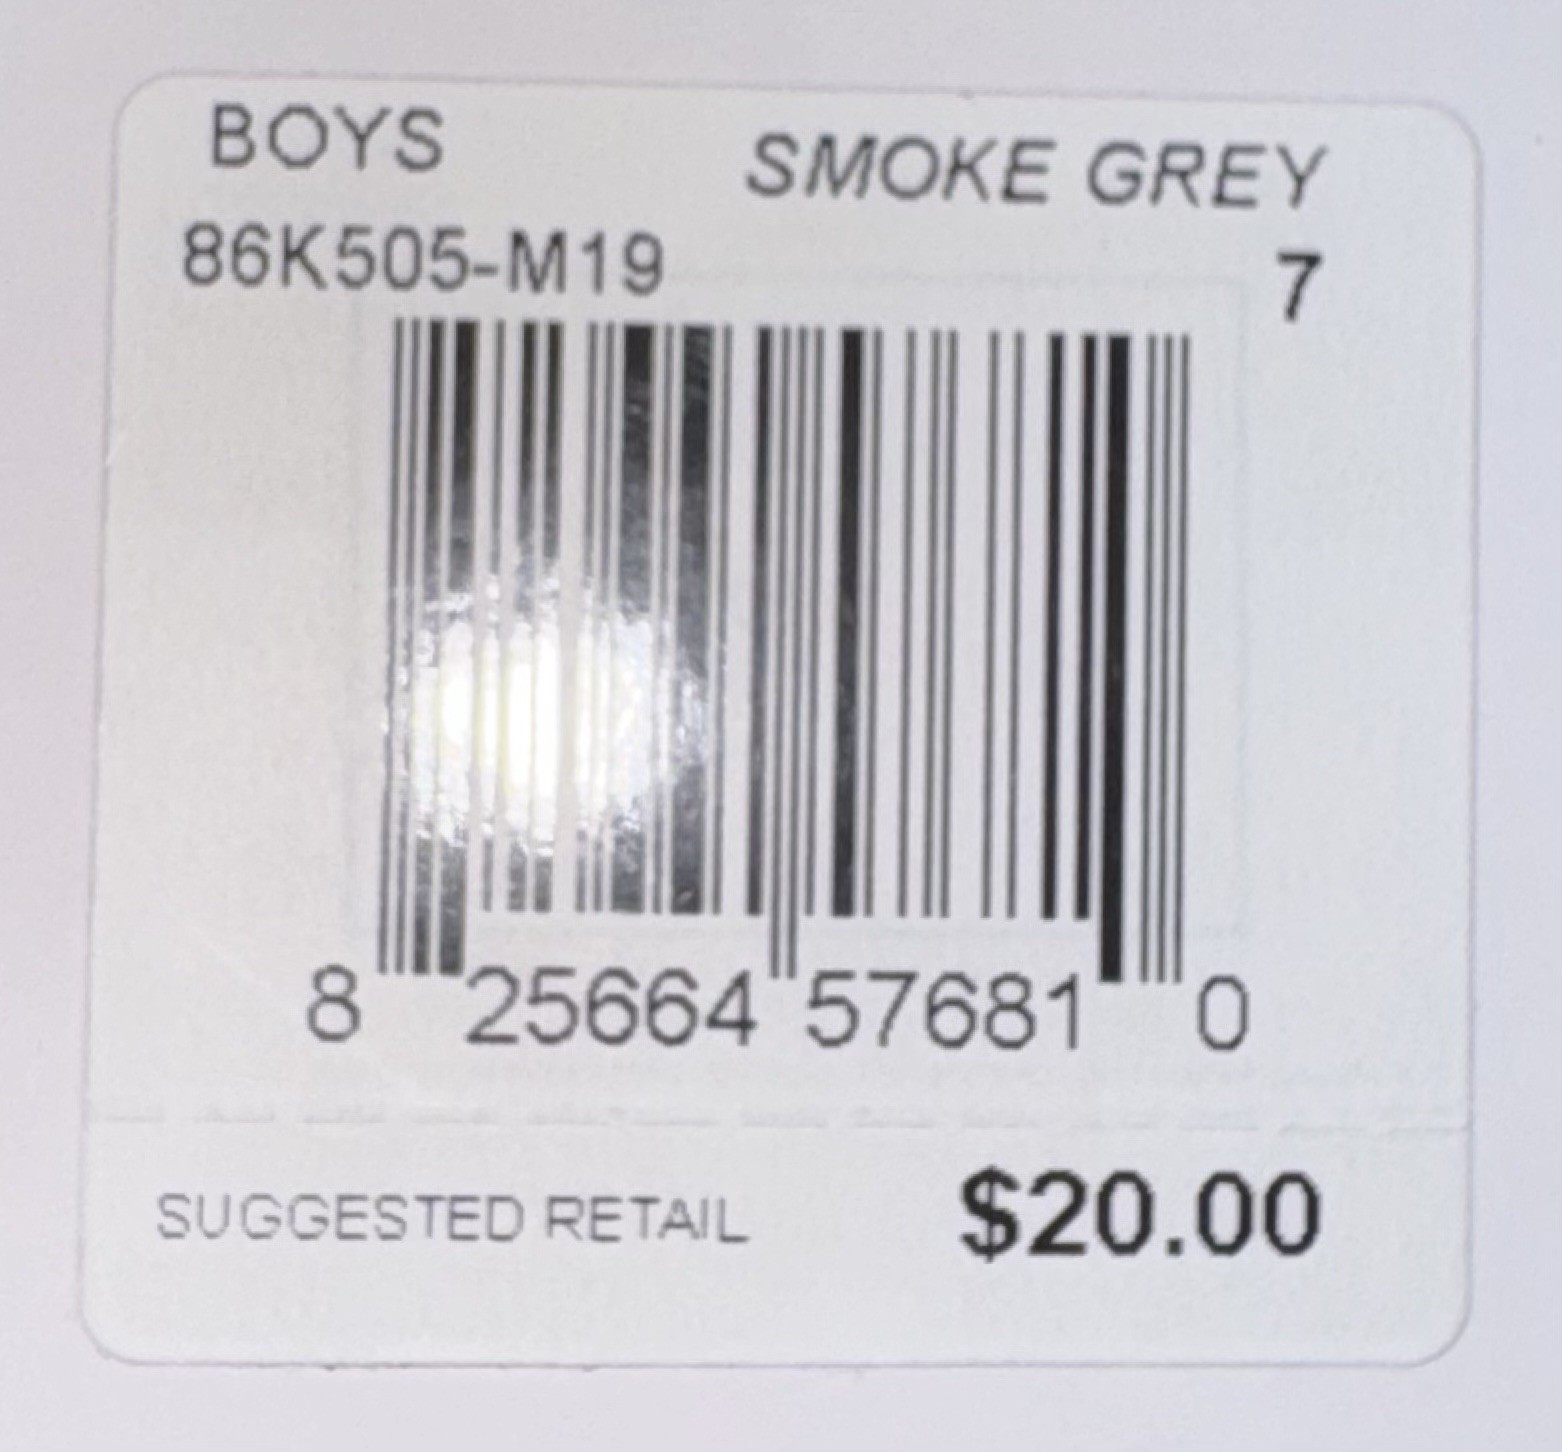 BOYS
SMOKE GREY
86K505-M19
7
8 25664 57681 0
SUGGESTED RETAIL $20.00